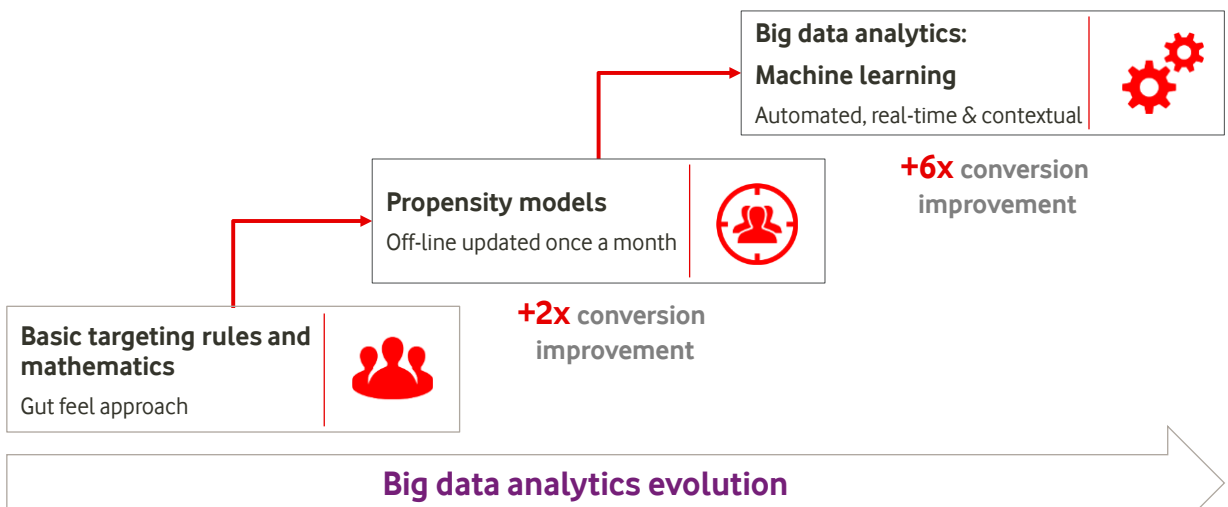 Big data analytics:
Machine learning
Automated, real-time & contextual
+6x conversion
improvement
Propensity models
Off-line updated once a month
+2x conversion
improvement
Basic targeting rules and
mathematics
Gut feel approach
Big data analytics evolution